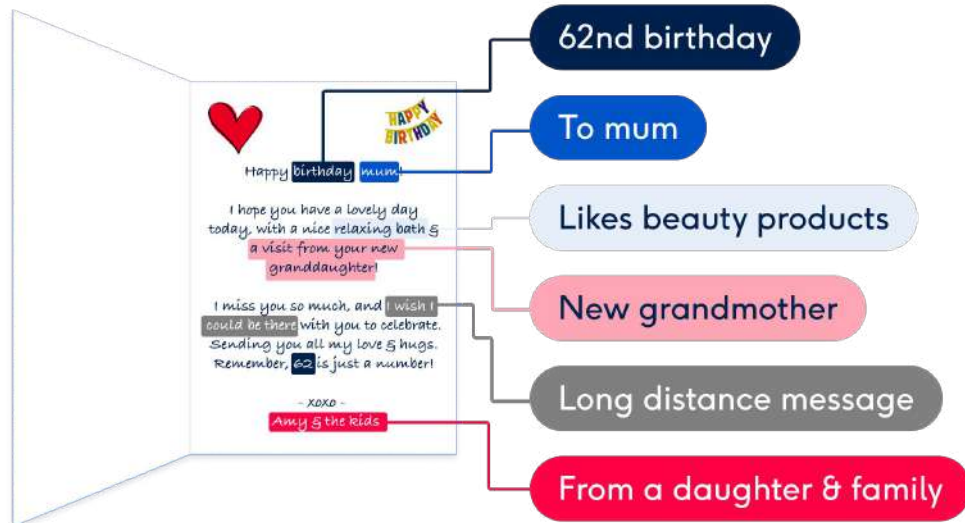 62nd birthday
To mum
Likes beauty products
New grandmother
Long distance message
From a daughter & family
HAPPY
BIRTHDAY
Happy birthday mum!
I hope you have a lovely day
today, with a nice relaxing bath &
a visit from your new
granddaughter!
I miss you so much, and I wish I
could be there with you to celebrate.
Sending you all my love & hugs.
Remember, 62 is just a number!
- XOXO -
Amy & the kids